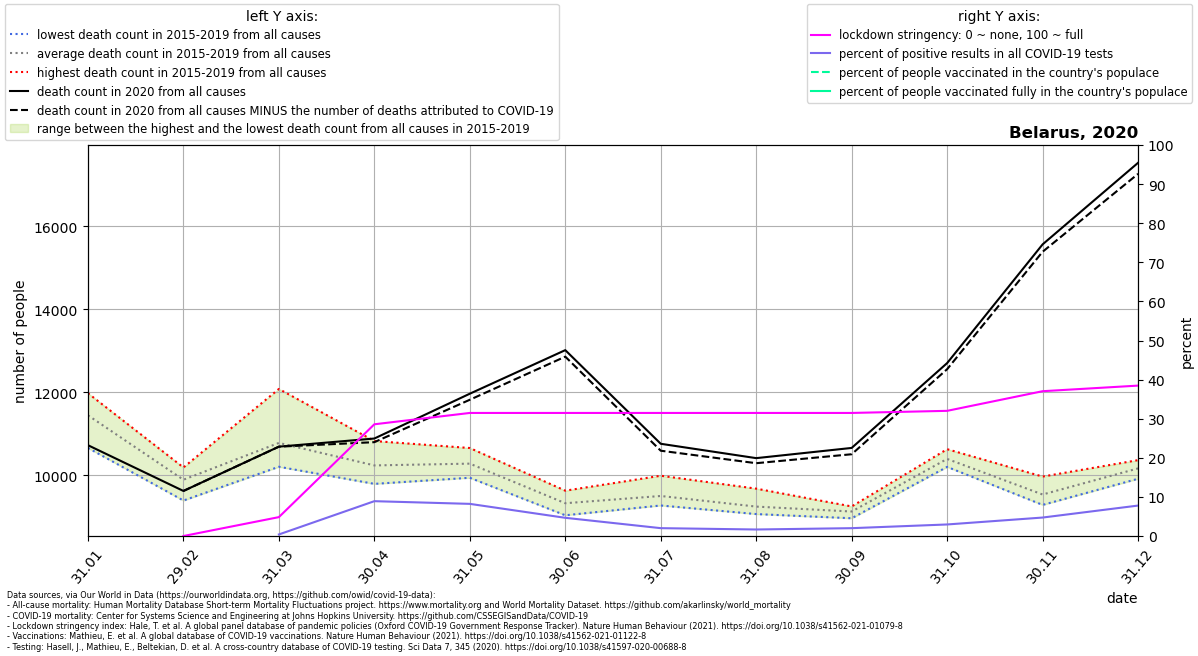 left Y axis:
lowest death count in 2015-2019 from all causes
average death count in 2015-2019 from all causes
highest death count in 2015-2019 from all causes
death count in 2020 from all causes
death count in 2020 from all causes MINUS the number of deaths attributed to COVID-19
range between the highest and the lowest death count from all causes in 2015-2019
right Y axis:
lockdown stringency: 0 ~ none, 100 ~ full
percent of positive results in all COVID-19 tests
percent of people vaccinated in the country's populace
percent of people vaccinated fully in the country's populace
Belarus, 2020
number of people
16000
14000
12000
10000
100
90
80
70
60
50
40
30
20
10
0
percent
31.01
29.02
31.03
30.04
31.05
30.06
31.07
31.08
30.09
31.10
30.11
31.12
date
Data sources, via Our World in Data (https://ourworldindata.org, https://github.com/owid/covid-19-data):
- All-cause mortality: Human Mortality Database Short-term Mortality Fluctuations project. https://www.mortality.org and World Mortality Dataset. https://github.com/akarlinsky/world_mortality
- COVID-19 mortality: Center for Systems Science and Engineering at Johns Hopkins University. https://github.com/CSSEGISandData/COVID-19
- Lockdown stringency index: Hale, T. et al. A global panel database of pandemic policies (Oxford COVID-19 Government Response Tracker). Nature Human Behaviour (2021). https://doi.org/10.1038/s41562-021-01079-8
- Vaccinations: Mathieu, E. et al. A global database of COVID-19 vaccinations. Nature Human Behaviour (2021). https://doi.org/10.1038/s41562-021-01122-8
- Testing: Hasell, J., Mathieu, E., Beltekian, D. et al. A cross-country database of COVID-19 testing. Sci Data 7, 345 (2020). https://doi.org/10.1038/s41597-020-00688-8